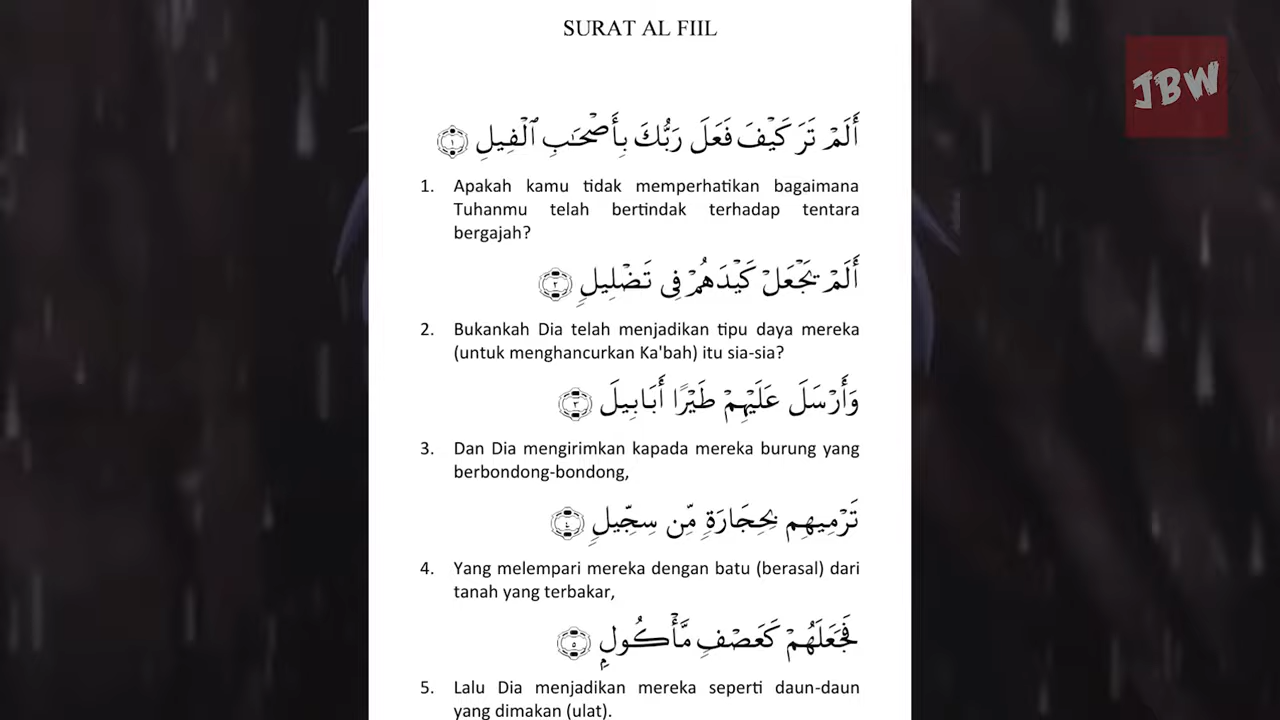 SURAT AL FIIL
JBW
أَلَمْ تَرَ كَيْفَ فَعَلَ رَبُّكَ بِأَصْحَـٰبِ ٱلْفِيلِ ١
1. Apakah kamu tidak memperhatikan bagaimana
Tuhanmu telah bertindak terhadap tentara
bergajah?
أَلَمْ يَجْعَلْ كَيْدَهُمْ فِى تَضْلِيلٍ ٢
2. Bukankah Dia telah menjadikan tipu daya mereka
(untuk menghancurkan Ka'bah) itu sia-sia?
وَأَرْسَلَ عَلَيْهِمْ طَيْرًا أَبَابِيلَ ٣
3. Dan Dia mengirimkan kapada mereka burung yang
berbondong-bondong,
تَرْمِيهِم بِحِجَارَةٍ مِّن سِجِّيلٍ ٤
4. Yang melempari mereka dengan batu (berasal) dari
tanah yang terbakar,
فَجَعَلَهُمْ كَعَصْفٍ مَّأْكُولٍۭ ٥
5. Lalu Dia menjadikan mereka seperti daun-daun
yang dimakan (ulat).